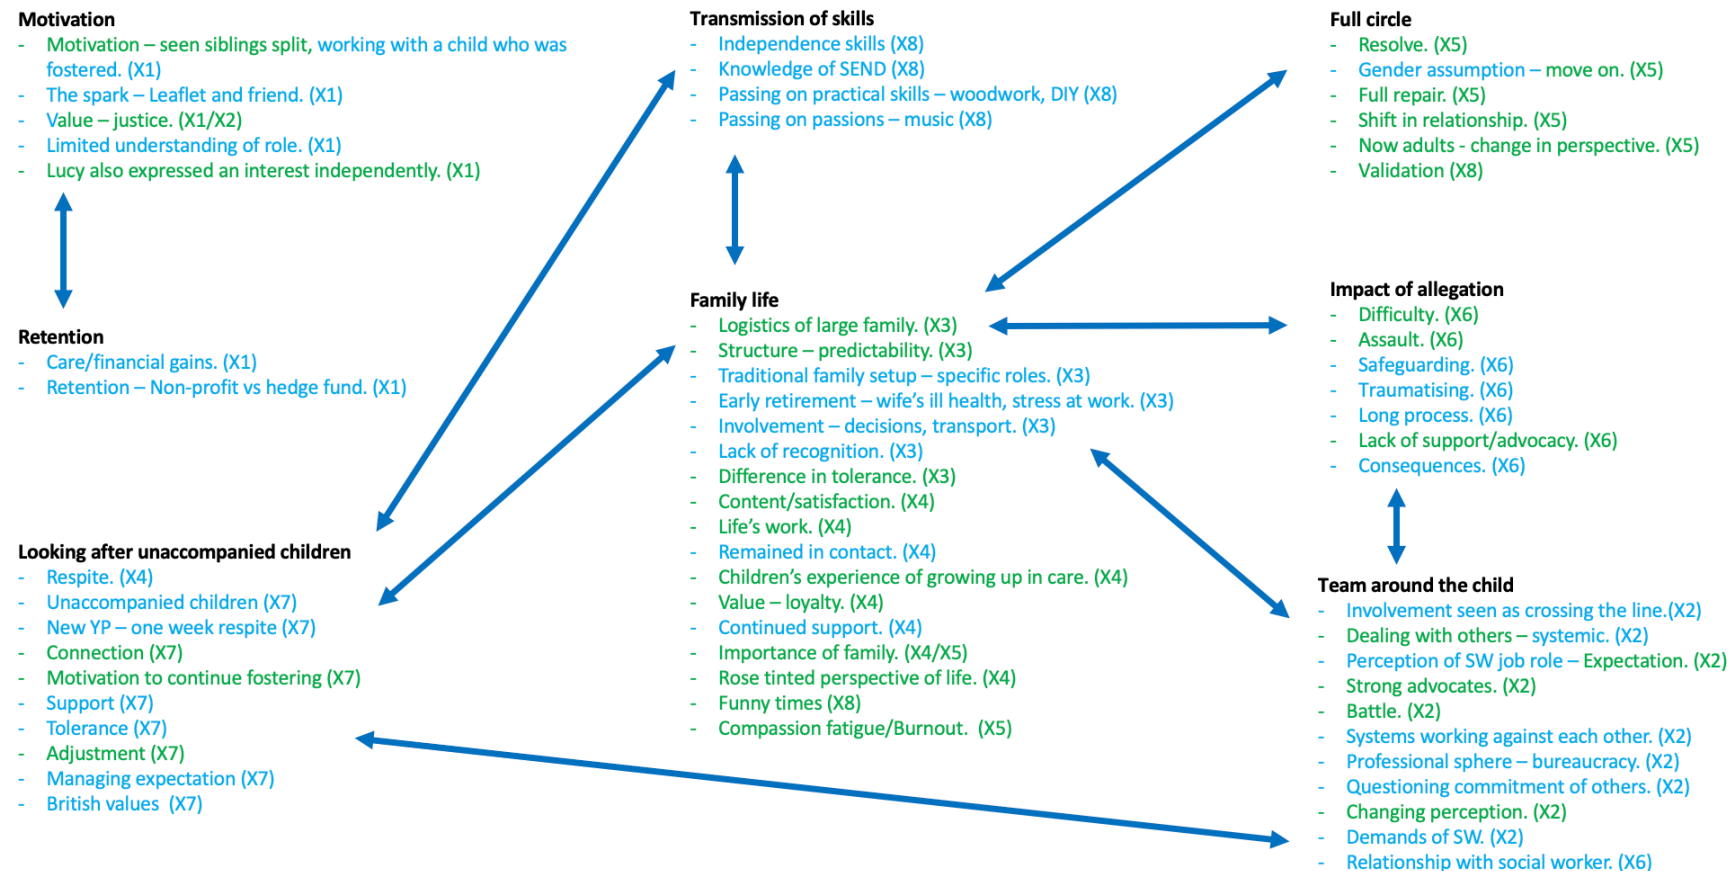 Motivation
- Motivation – seen siblings split, working with a child who was
fostered. (X1)
- The spark – Leaflet and friend. (X1)
- Value – justice. (X1/X2)
- Limited understanding of role. (X1)
- Lucy also expressed an interest independently. (X1)
Retention
- Care/financial gains. (X1)
- Retention – Non-profit vs hedge fund. (X1)
Looking after unaccompanied children
- Respite. (X4)
- Unaccompanied children (X7)
- New YP – one week respite (X7)
- Connection (X7)
- Motivation to continue fostering (X7)
- Support (X7)
- Tolerance (X7)
- Adjustment (X7)
- Managing expectation (X7)
- British values (X7)
Transmission of skills
- Independence skills (X8)
- Knowledge of SEND (X8)
- Passing on practical skills – woodwork, DIY (X8)
- Passing on passions – music (X8)
Family life
- Logistics of large family. (X3)
- Structure – predictability. (X3)
- Traditional family setup – specific roles. (X3)
- Early retirement – wife's ill health, stress at work. (X3)
- Involvement – decisions, transport. (X3)
- Lack of recognition. (X3)
- Difference in tolerance. (X3)
- Content/satisfaction. (X4)
- Life's work. (X4)
- Remained in contact. (X4)
- Children's experience of growing up in care. (X4)
- Value – loyalty. (X4)
- Continued support. (X4)
- Importance of family. (X4/X5)
- Rose tinted perspective of life. (X4)
- Funny times (X8)
- Compassion fatigue/Burnout. (X5)
Full circle
- Resolve. (X5)
- Gender assumption – move on. (X5)
- Full repair. (X5)
- Shift in relationship. (X5)
- Now adults - change in perspective. (X5)
- Validation (X8)
Impact of allegation
- Difficulty. (X6)
- Assault. (X6)
- Safeguarding. (X6)
- Traumatising. (X6)
- Long process. (X6)
- Lack of support/advocacy. (X6)
- Consequences. (X6)
Team around the child
- Involvement seen as crossing the line.(X2)
- Dealing with others – systemic. (X2)
- Perception of SW job role – Expectation. (X2)
- Strong advocates. (X2)
- Battle. (X2)
- Systems working against each other. (X2)
- Professional sphere – bureaucracy. (X2)
- Questioning commitment of others. (X2)
- Changing perception. (X2)
- Demands of SW. (X2)
- Relationship with social worker. (X6)